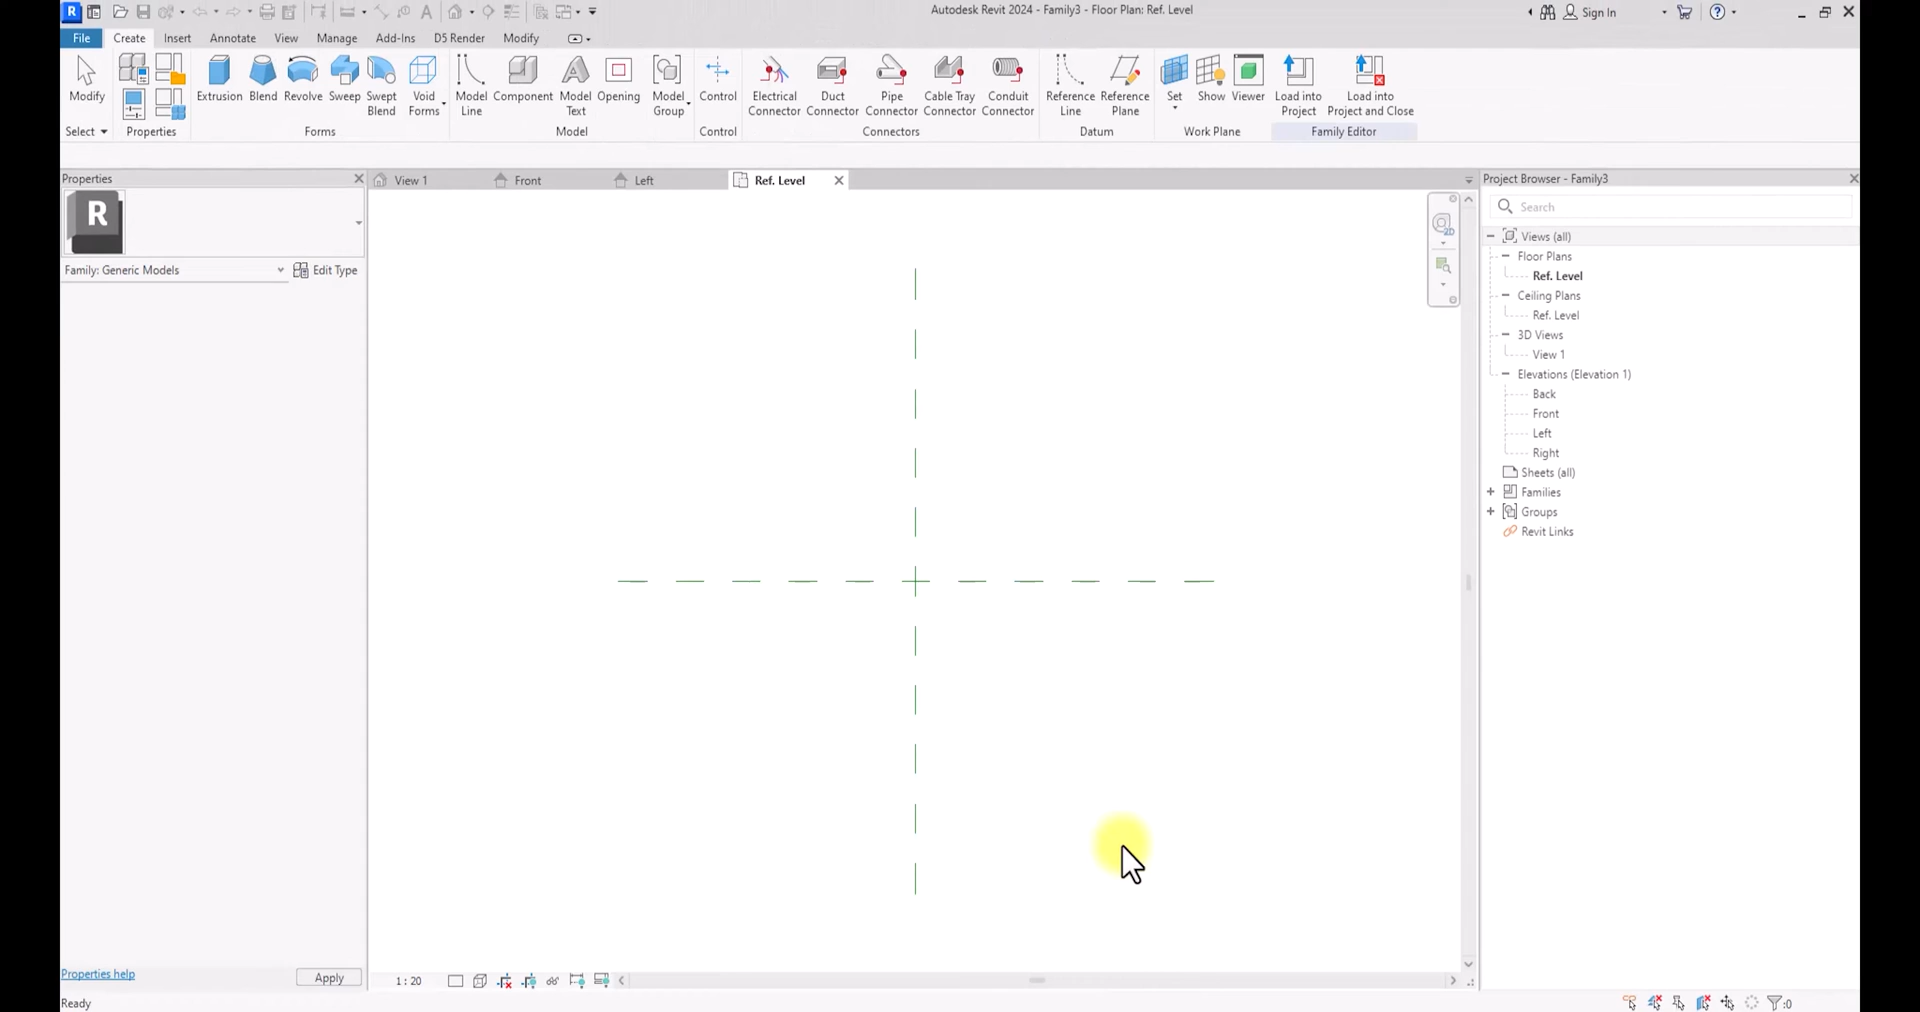 R
Autodesk Revit 2024 - Family3 - Floor Plan: Ref. Level
Sign In
File Create Insert Annotate View Manage Add-Ins D5 Render Modify
Modify
Extrusion Blend Revolve Sweep Swept Blend Void Forms
Model Line Component Model Text Opening Model Group
Control
Electrical Connector Duct Connector Pipe Connector Cable Tray Connector Conduit Connector
Reference Line Reference Plane
Set Show Viewer
Load into Project Load into Project and Close
Select Properties Forms Model Control Connectors Datum Work Plane Family Editor
Properties
R
Family: Generic Models Edit Type
View 1 Front Left Ref. Level
Project Browser - Family3
Search
Views (all)
Floor Plans
Ref. Level
Ceiling Plans
Ref. Level
3D Views
View 1
Elevations (Elevation 1)
Back
Front
Left
Right
Sheets (all)
Families
Groups
Revit Links
2D
Properties help Apply
1 : 20
Ready
:0